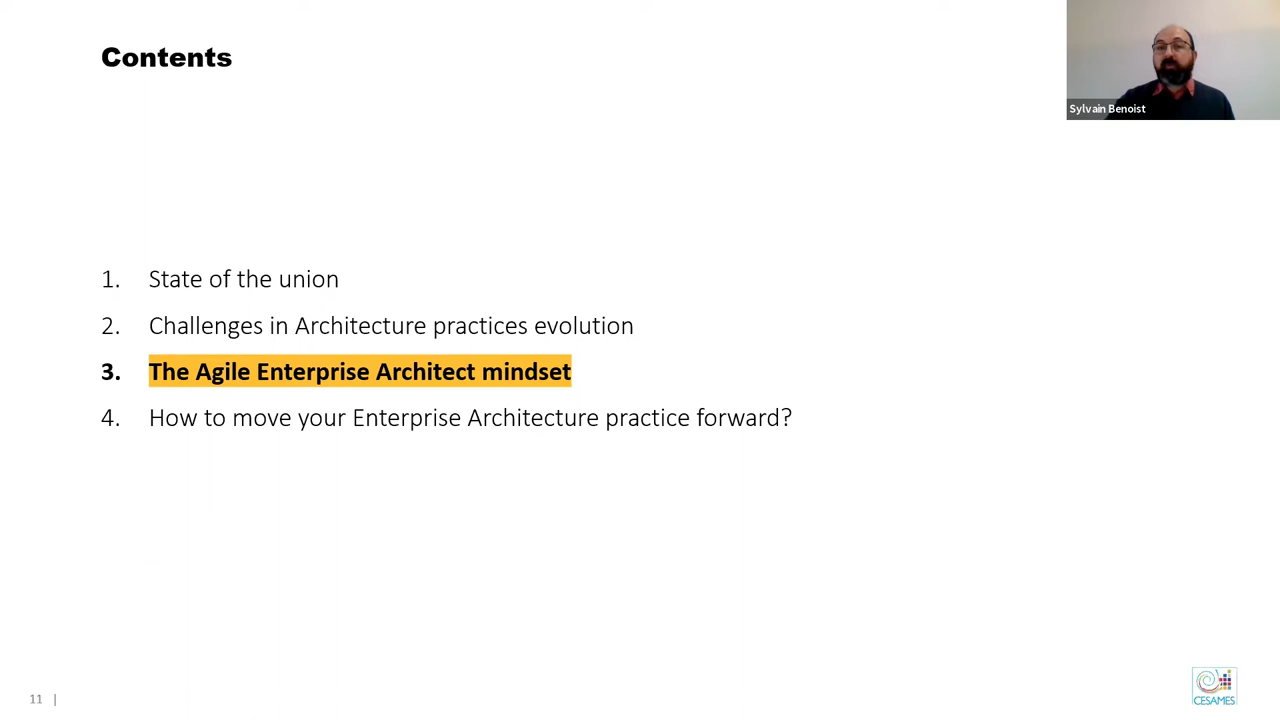 Contents
Sylvain Benoist
1. State of the union
2. Challenges in Architecture practices evolution
3. The Agile Enterprise Architect mindset
4. How to move your Enterprise Architecture practice forward?
11 |
CESAMES